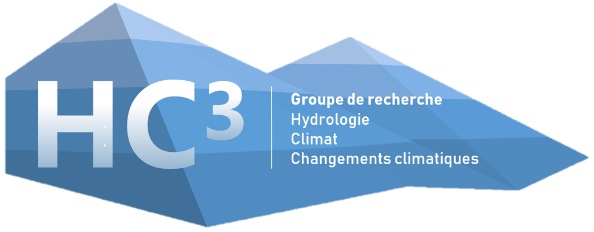 HC³
Groupe de recherche
Hydrologie
Climat
Changements climatiques